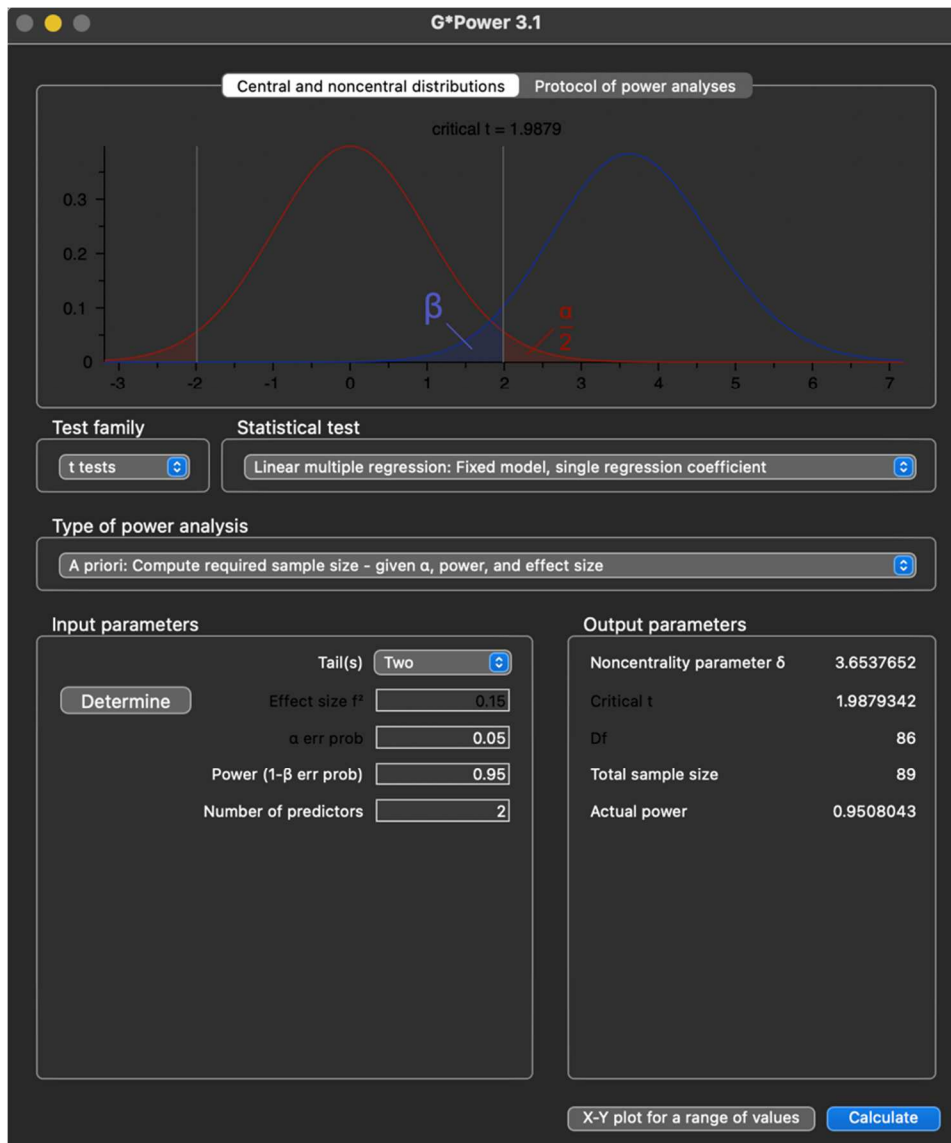 G*Power 3.1
Central and noncentral distributions Protocol of power analyses
critical t = 1.9879
0.3
0.2
0.1
0
β
α
2
-3 -2 -1 0 1 2 3 4 5 6 7
Test family Statistical test
t tests Linear multiple regression: Fixed model, single regression coefficient
Type of power analysis
A priori: Compute required sample size - given α, power, and effect size
Input parameters Output parameters
Tail(s) Two Noncentrality parameter δ 3.6537652
Determine Effect size f² 0.15 Critical t 1.9879342
α err prob 0.05 Df 86
Power (1-β err prob) 0.95 Total sample size 89
Number of predictors 2 Actual power 0.9508043
X-Y plot for a range of values Calculate